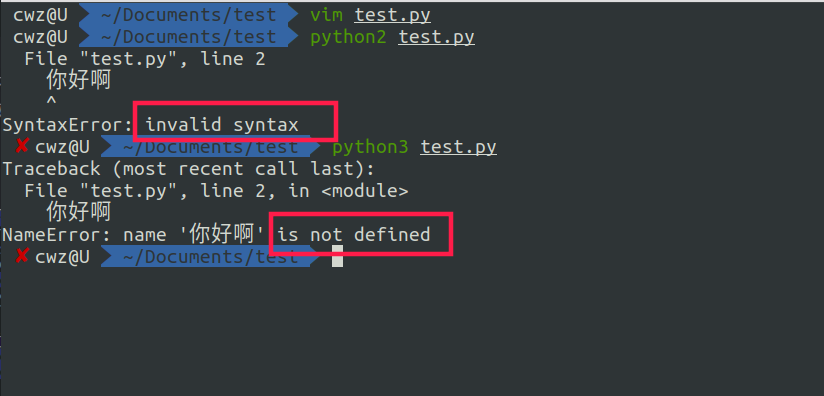 cwz@U ~/Documents/test vim test.py
cwz@U ~/Documents/test python2 test.py
File "test.py", line 2
你好啊
^
SyntaxError: invalid syntax
✘ cwz@U ~/Documents/test python3 test.py
Traceback (most recent call last):
File "test.py", line 2, in <module>
你好啊
NameError: name '你好啊' is not defined
✘ cwz@U ~/Documents/test